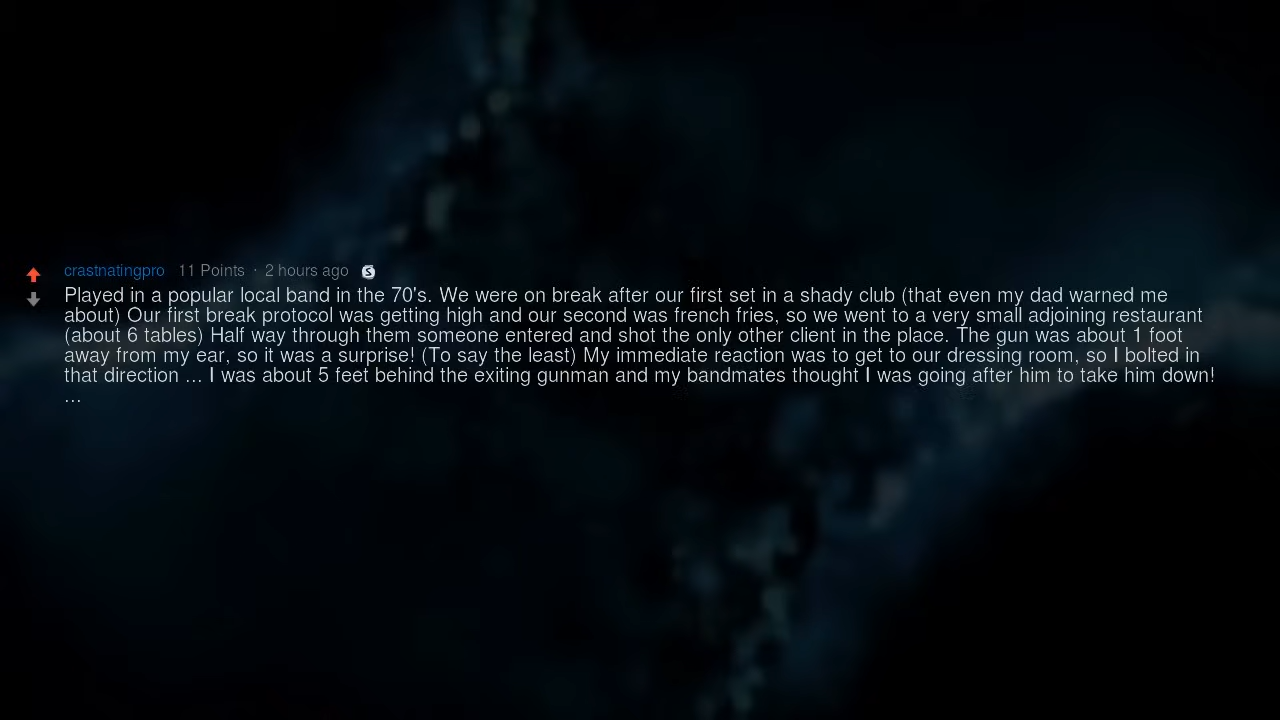 crastnatingpro 11 Points · 2 hours ago
Played in a popular local band in the 70's. We were on break after our first set in a shady club (that even my dad warned me
about) Our first break protocol was getting high and our second was french fries, so we went to a very small adjoining restaurant
(about 6 tables) Half way through them someone entered and shot the only other client in the place. The gun was about 1 foot
away from my ear, so it was a surprise! (To say the least) My immediate reaction was to get to our dressing room, so I bolted in
that direction ... I was about 5 feet behind the exiting gunman and my bandmates thought I was going after him to take him down!
...